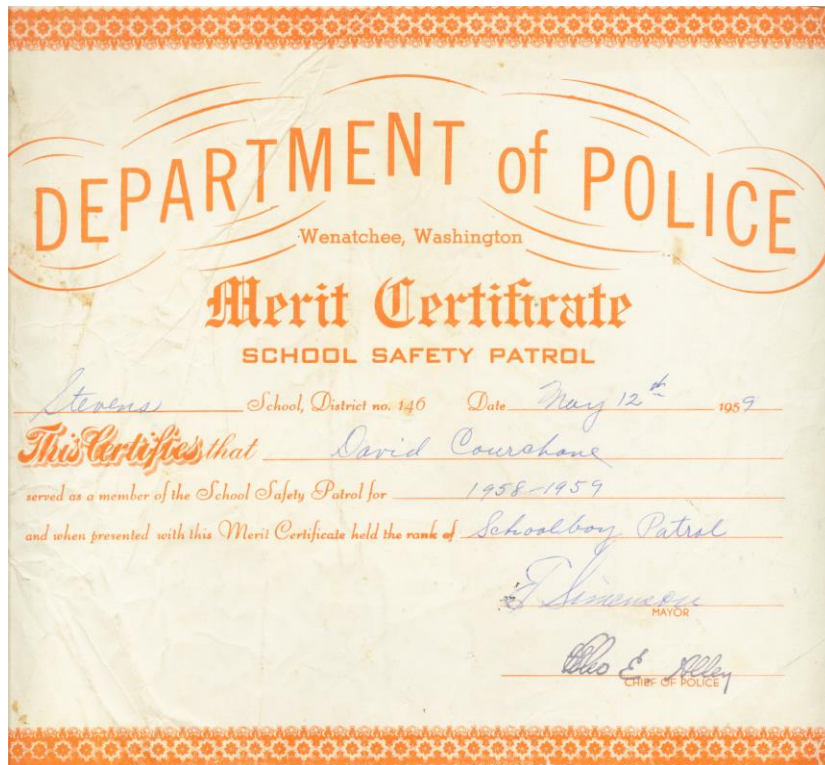 DEPARTMENT of POLICE
Wenatchee, Washington
Merit Certificate
SCHOOL SAFETY PATROL
Stevens School, District no. 146 Date May 12th 1959
This Certifies that David Courchane
served as a member of the School Safety Patrol for 1958-1959
and when presented with this Merit Certificate held the rank of Schoolboy Patrol
Simenson
MAYOR
E. Alley
CHIEF OF POLICE